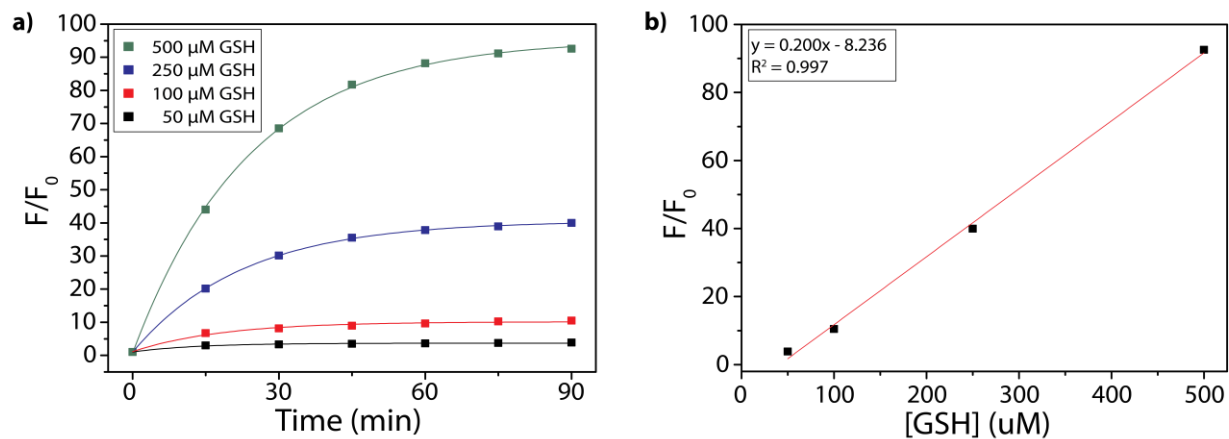 a)
100
90
80
70
60
50
40
30
20
10
0
F/F0
500 μM GSH
250 μM GSH
100 μM GSH
50 μM GSH
0 30 60 90
Time (min)
b)
100
80
60
40
20
0
F/F0
y = 0.200x - 8.236
R² = 0.997
0 100 200 300 400 500
[GSH] (uM)